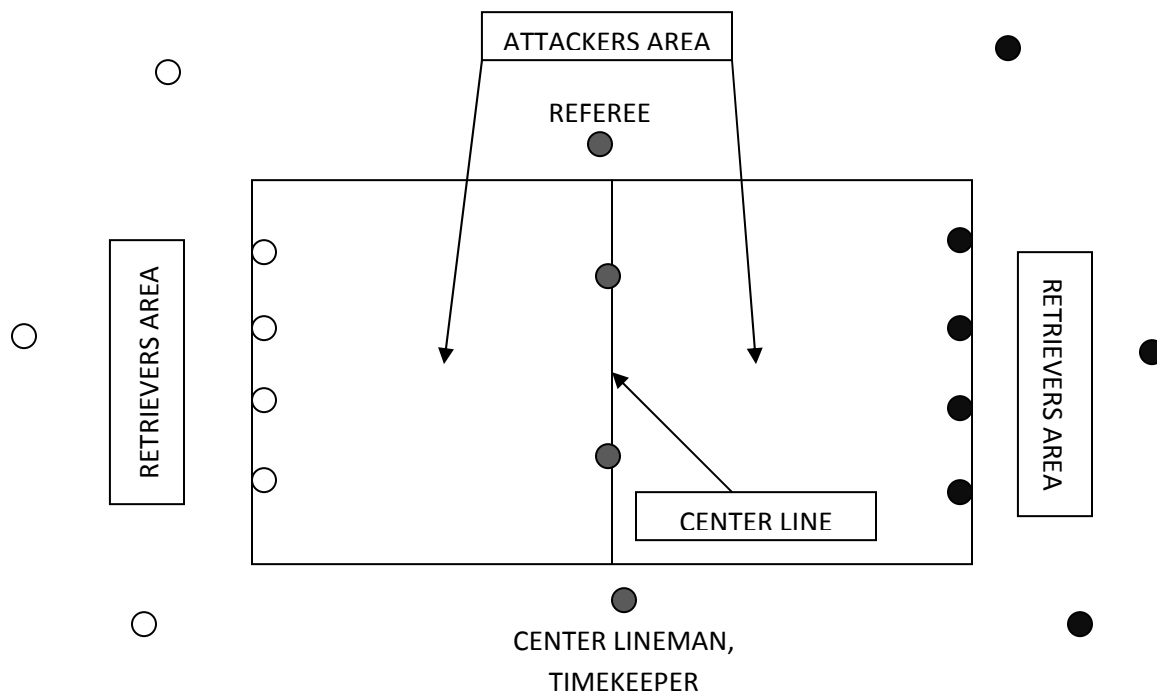 ATTACKERS AREA
REFEREE
RETRIEVERS AREA
RETRIEVERS AREA
CENTER LINE
CENTER LINEMAN,
TIMEKEEPER